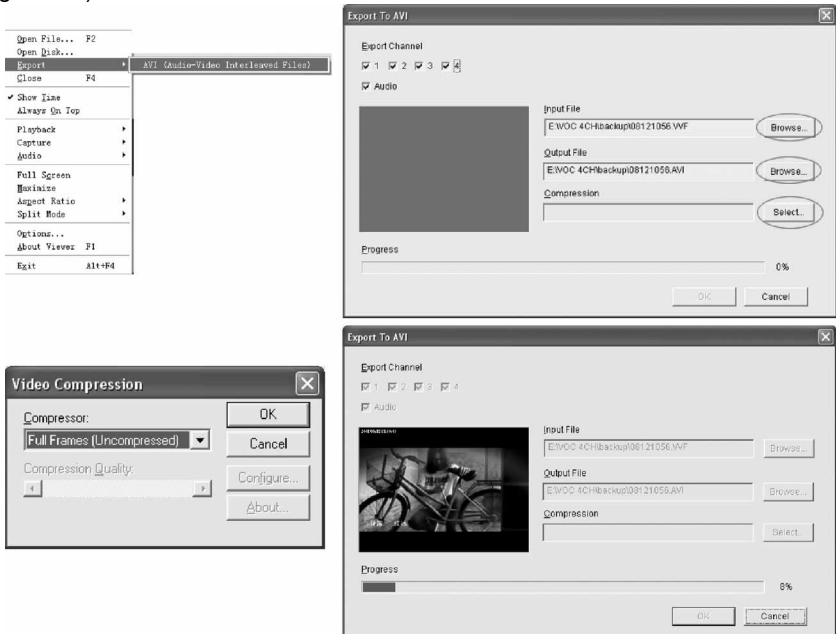 Open File... F2
Open Disk...
Export
AVI (Audio-Video Interleaved Files)
Close F4
Show Time
Always On Top
Playback
Capture
Audio
Full Screen
Maximize
Aspect Ratio
Split Mode
Options...
About Viewer F1
Exit Alt+F4
Export To AVI
Export Channel
1 2 3 4
Audio
Input File
E:\VOC 4CH\backup\08121056.VVF
Browse...
Output File
E:\VOC 4CH\backup\08121056.AVI
Browse...
Compression
Select...
Progress
0%
OK Cancel
Video Compression
Compressor:
Full Frames (Uncompressed)
Compression Quality:
OK
Cancel
Configure...
About...
Export To AVI
Export Channel
1 2 3 4
Audio
Input File
E:\VOC 4CH\backup\08121056.VVF
Browse...
Output File
E:\VOC 4CH\backup\08121056.AVI
Browse...
Compression
Select...
Progress
8%
OK Cancel